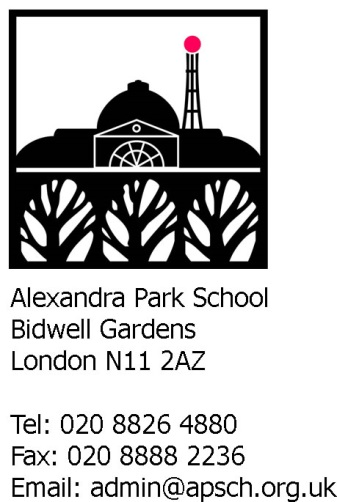 Alexandra Park School
Bidwell Gardens
London N11 2AZ
Tel: 020 8826 4880
Fax: 020 8888 2236
Email: admin@apsch.org.uk